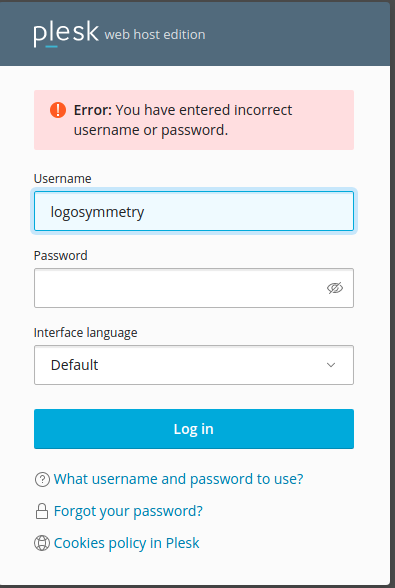 plesk web host edition
Error: You have entered incorrect
username or password.
Username
logosymmetry
Password
Interface language
Default
Log in
What username and password to use?
Forgot your password?
Cookies policy in Plesk